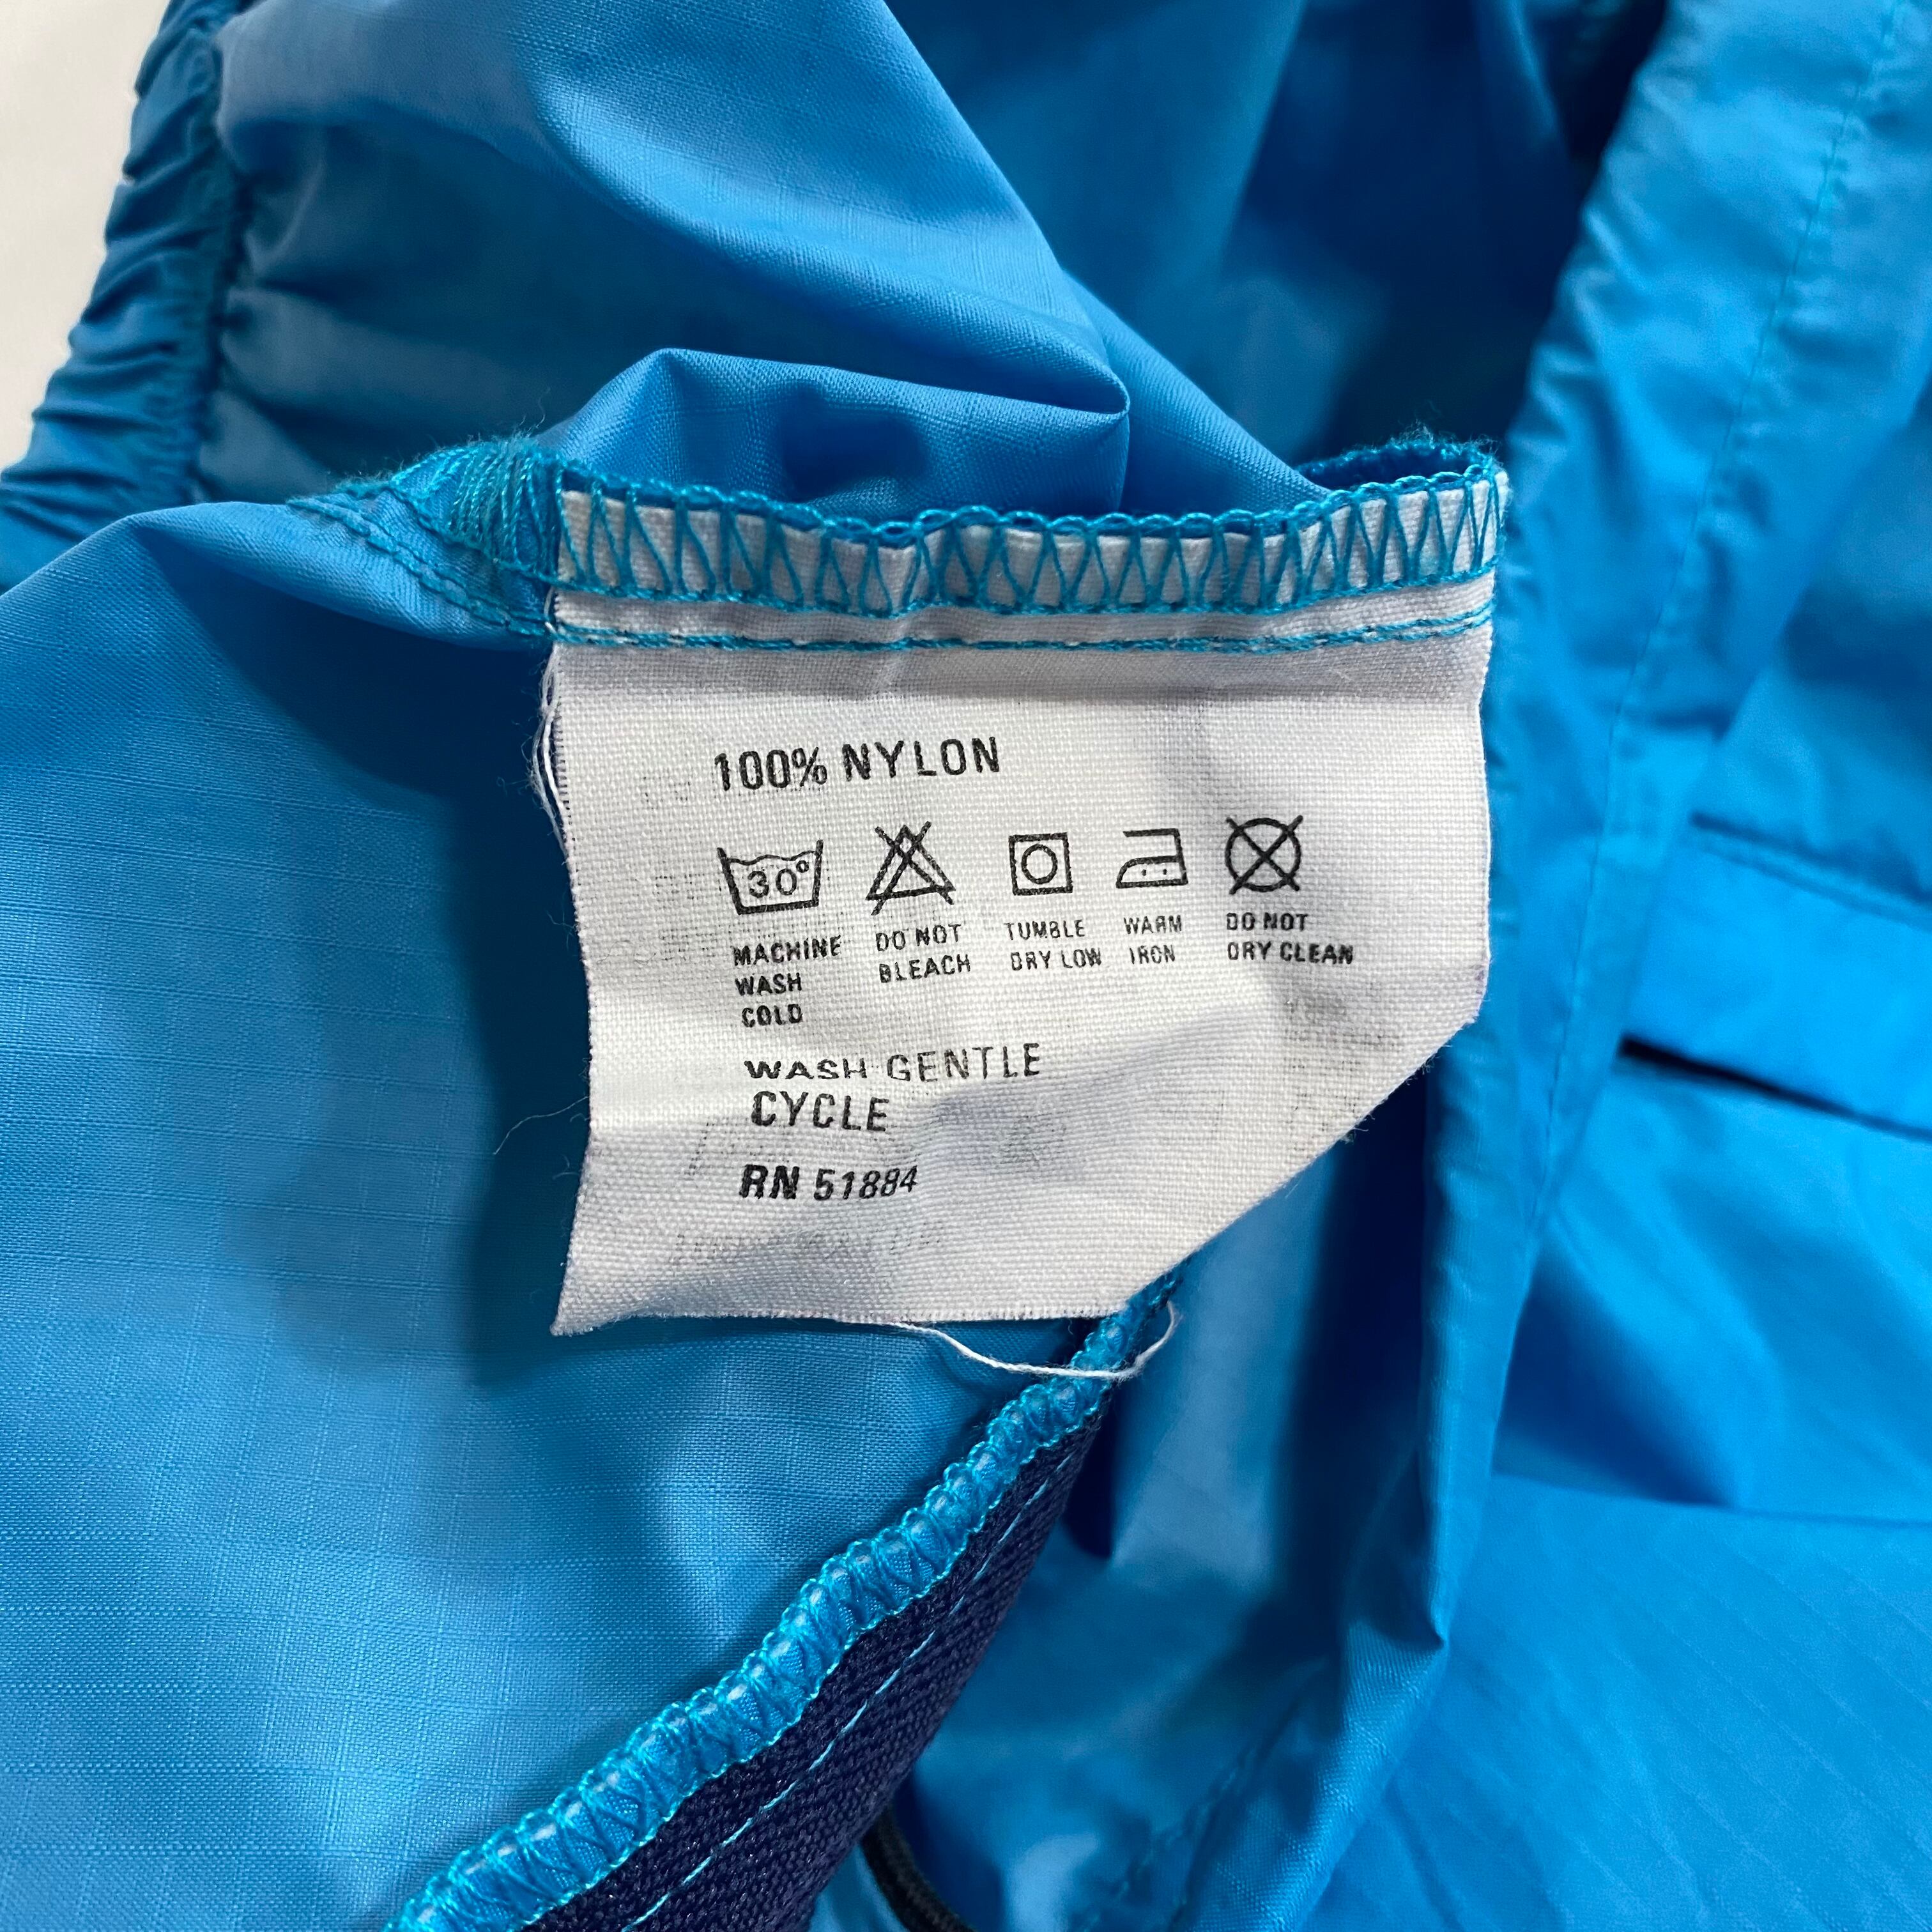 100% NYLON
30°
MACHINE WASH COLD
DO NOT BLEACH
TUMBLE DRY LOW
WARM IRON
DO NOT DRY CLEAN
WASH GENTLE
CYCLE
RN 51884